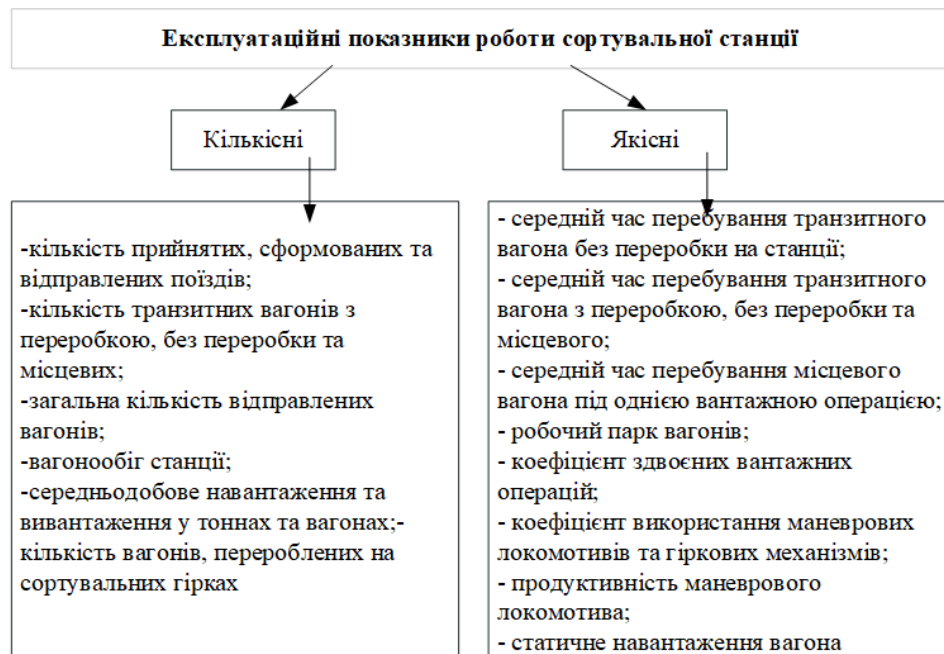 Експлуатаційні показники роботи сортувальної станції
Кількісні
Якісні
-кількість прийнятих, сформованих та
відправлених поїздів;
-кількість транзитних вагонів з
переробкою, без переробки та
місцевих;
-загальна кількість відправлених
вагонів;
-вагонообіг станції;
-середньодобове навантаження та
вивантаження у тоннах та вагонах;-
кількість вагонів, перероблених на
сортувальних гірках
- середній час перебування транзитного
вагона без переробки на станції;
- середній час перебування транзитного
вагона з переробкою, без переробки та
місцевого;
- середній час перебування місцевого
вагона під однією вантажною операцією;
- робочий парк вагонів;
- коефіцієнт здвоєних вантажних
операцій;
- коефіцієнт використання маневрових
локомотивів та гіркових механізмів;
- продуктивність маневрового
локомотива;
- статичне навантаження вагона